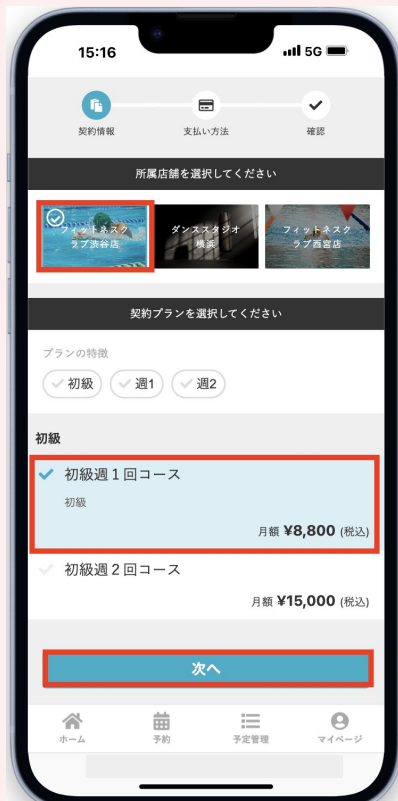 15:16
5G
契約情報
支払い方法
確認
所属店舗を選択してください
フィットネスク
ラブ渋谷店
ダンススタジオ
横浜
フィットネスク
ラブ西宮店
契約プランを選択してください
プランの特徴
初級
週1
週2
初級
初級週1回コース
初級
月額 ¥8,800 (税込)
初級週2回コース
月額 ¥15,000 (税込)
次へ
ホーム
予約
予定管理
マイページ